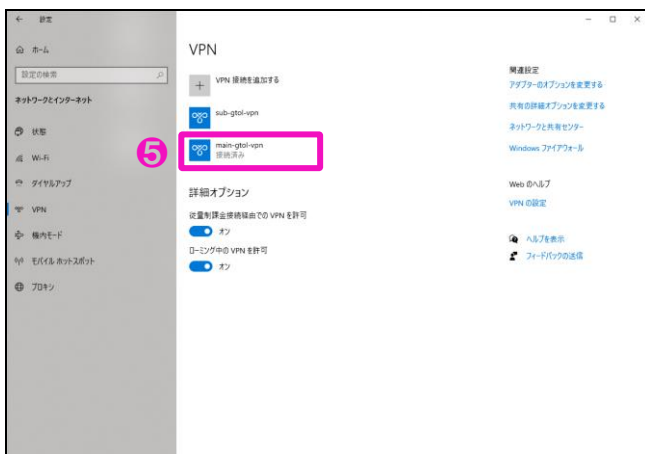 設定
ホーム
設定の検索
ネットワークとインターネット
状態
Wi-Fi
ダイヤルアップ
VPN
機内モード
モバイル ホットスポット
プロキシ
VPN
VPN 接続を追加する
sub-gtol-vpn
5
main-gtol-vpn
接続済み
詳細オプション
従量制課金接続経由での VPN を許可
オン
ローミング中の VPN を許可
オン
関連設定
アダプターのオプションを変更する
共有の詳細オプションを変更する
ネットワークと共有センター
Windows ファイアウォール
Web のヘルプ
VPN の設定
ヘルプを表示
フィードバックの送信